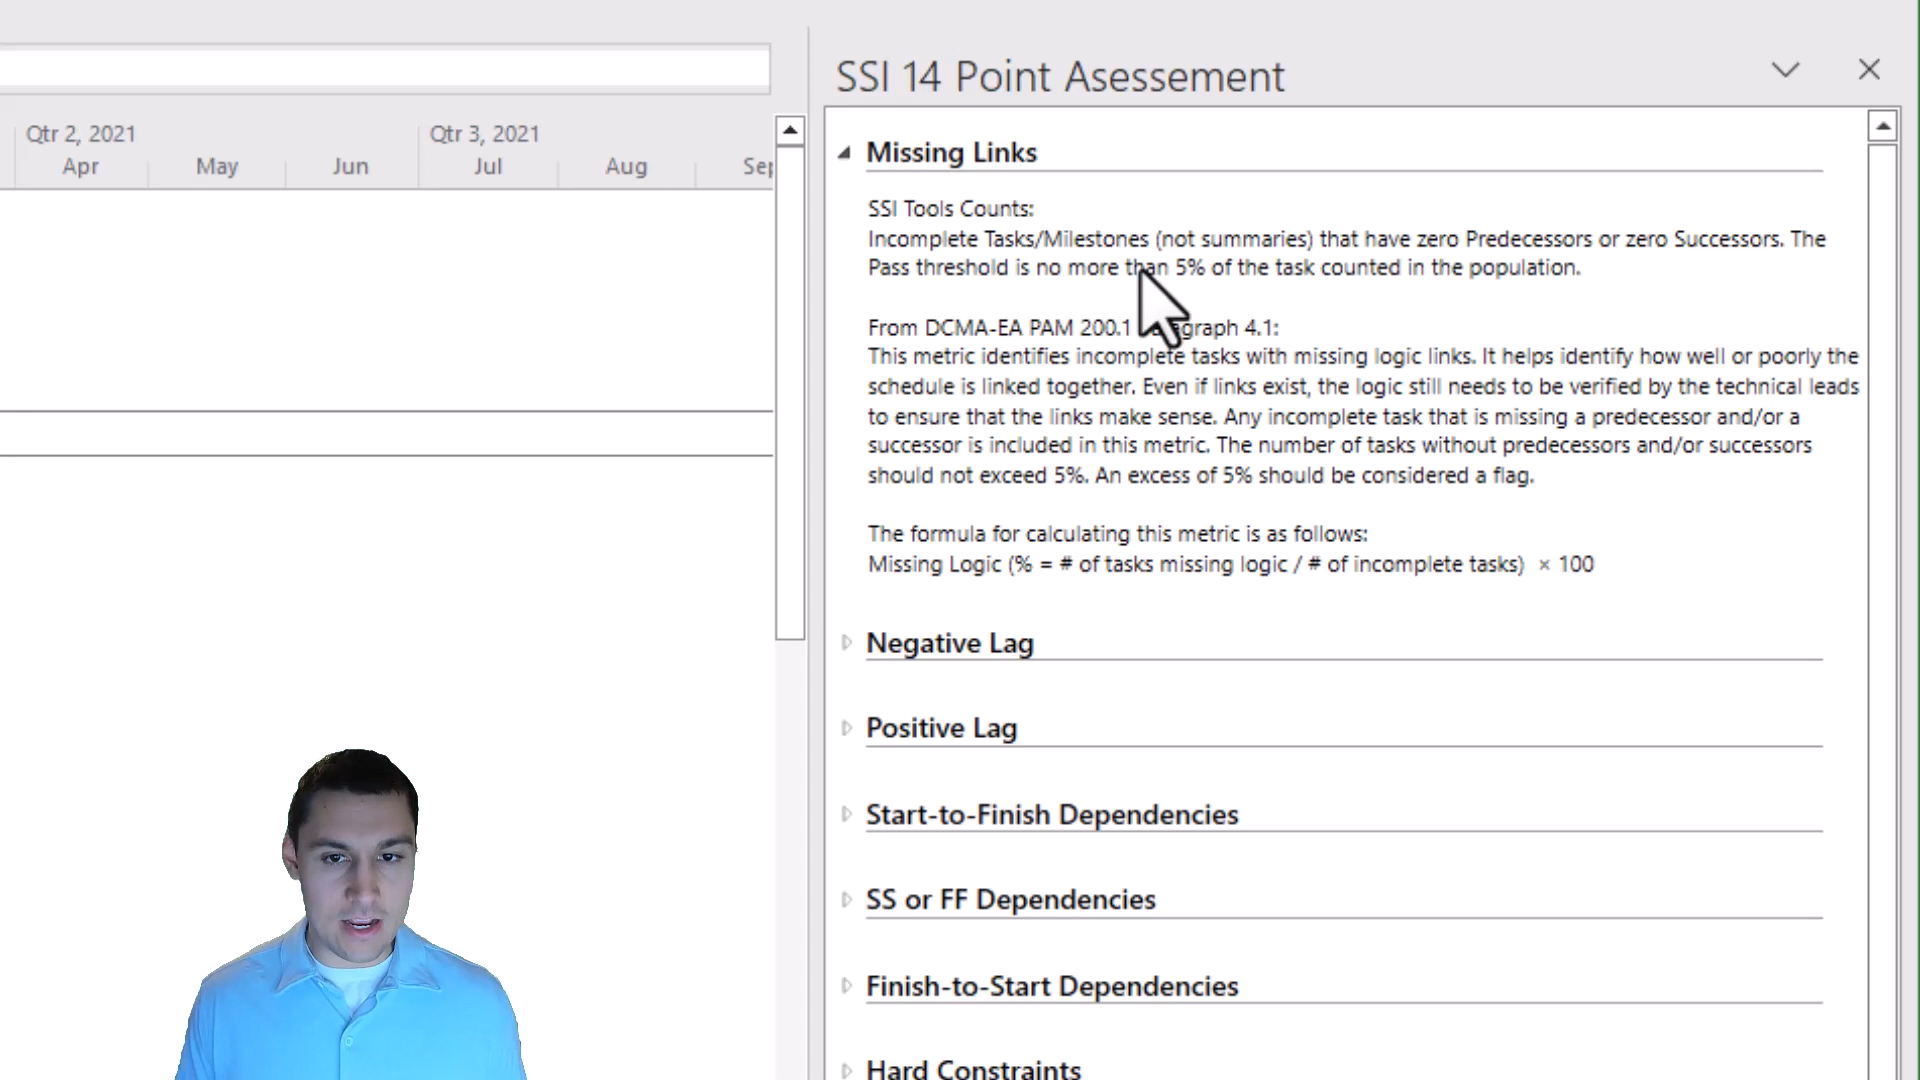 SSI 14 Point Asessement
Qtr 2, 2021
Qtr 3, 2021
Apr
May
Jun
Jul
Aug
Missing Links
SSI Tools Counts:
Incomplete Tasks/Milestones (not summaries) that have zero Predecessors or zero Successors. The
Pass threshold is no more than 5% of the task counted in the population.
From DCMA-EA PAM 200.1 4.1:
This metric identifies incomplete tasks with missing logic links. It helps identify how well or poorly the
schedule is linked together. Even if links exist, the logic still needs to be verified by the technical leads
to ensure that the links make sense. Any incomplete task that is missing a predecessor and/or a
successor is included in this metric. The number of tasks without predecessors and/or successors
should not exceed 5%. An excess of 5% should be considered a flag.
The formula for calculating this metric is as follows:
Missing Logic (% = # of tasks missing logic / # of incomplete tasks) × 100
Negative Lag
Positive Lag
Start-to-Finish Dependencies
SS or FF Dependencies
Finish-to-Start Dependencies
Hard Constraints